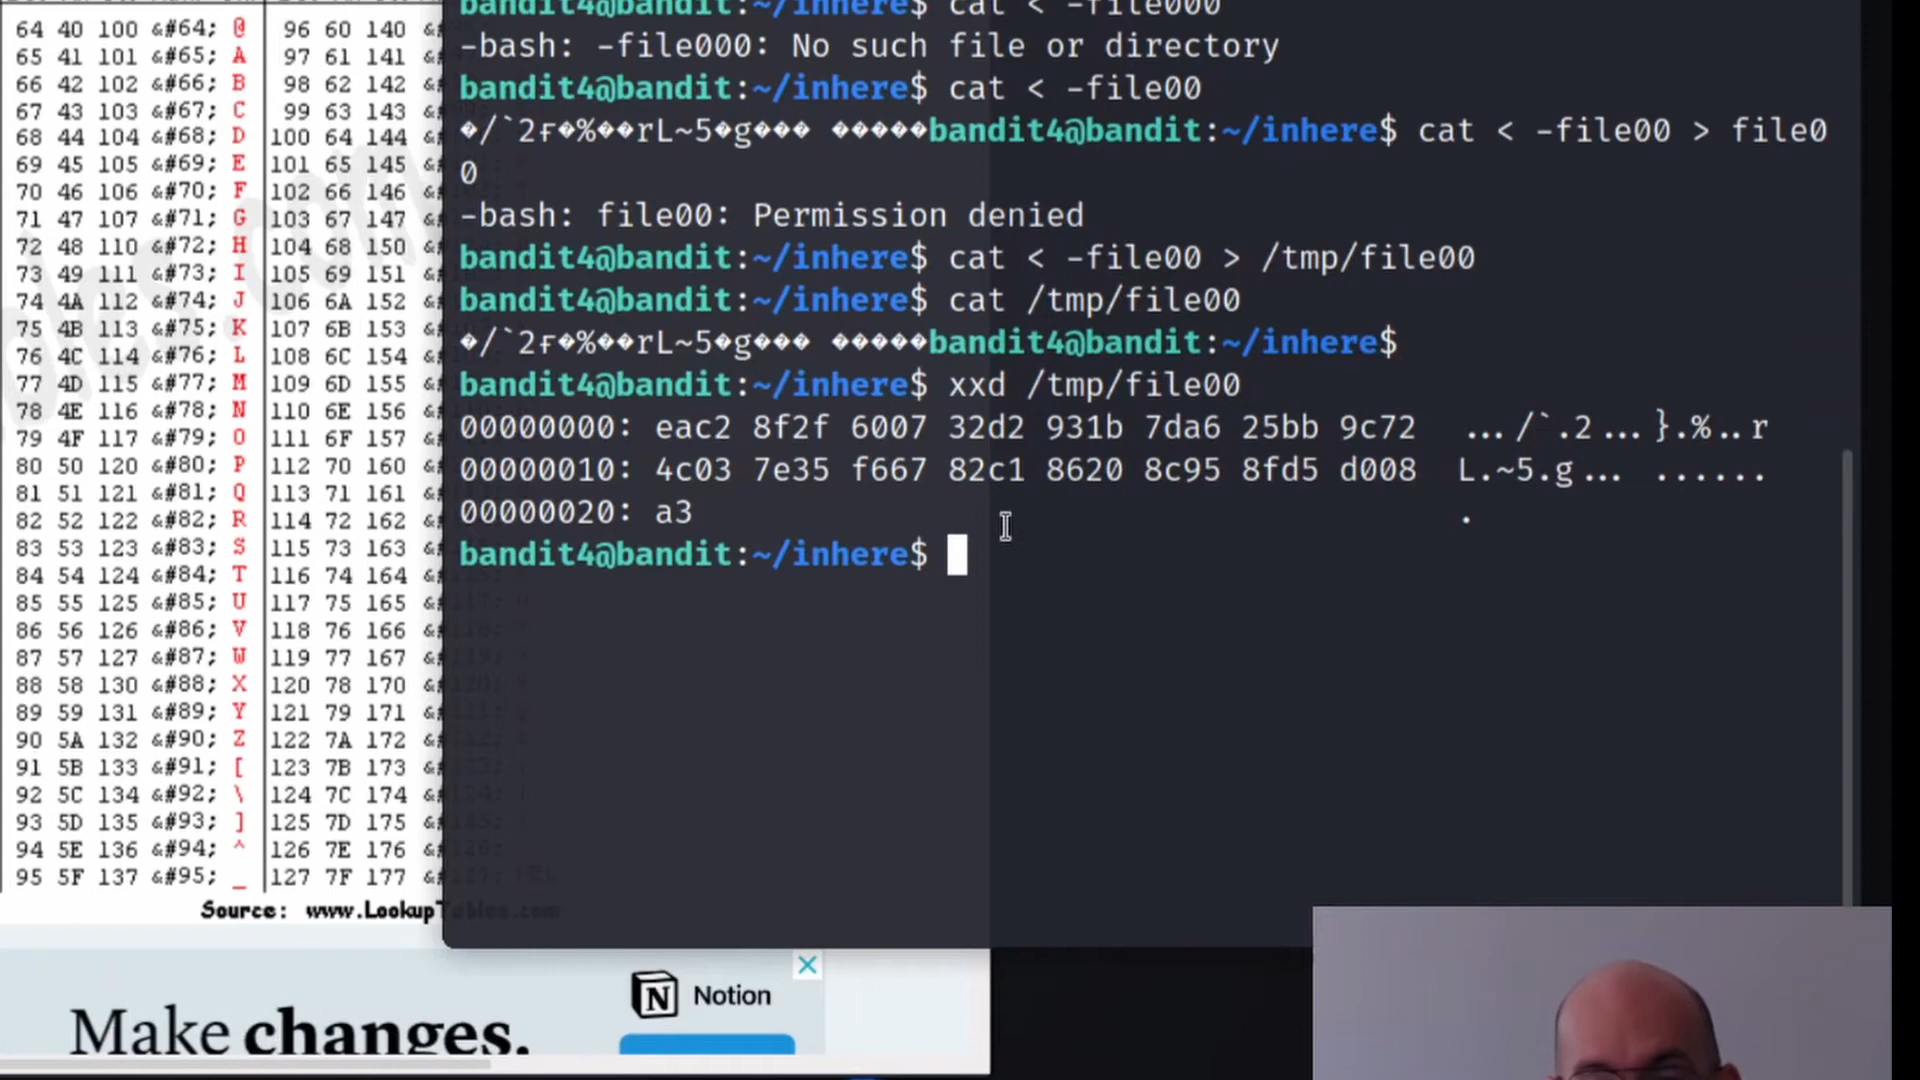 64 40 100 &#64; @ 96 60 140 &#
65 41 101 &#65; A 97 61 141 &#
66 42 102 &#66; B 98 62 142 &#
67 43 103 &#67; C 99 63 143 &#
68 44 104 &#68; D 100 64 144 &#
69 45 105 &#69; E 101 65 145 &#
70 46 106 &#70; F 102 66 146 &#
71 47 107 &#71; G 103 67 147 &#
72 48 110 &#72; H 104 68 150 &#
73 49 111 &#73; I 105 69 151 &#
74 4A 112 &#74; J 106 6A 152 &#
75 4B 113 &#75; K 107 6B 153 &#
76 4C 114 &#76; L 108 6C 154 &#
77 4D 115 &#77; M 109 6D 155 &#
78 4E 116 &#78; N 110 6E 156 &#
79 4F 117 &#79; O 111 6F 157 &#
80 50 120 &#80; P 112 70 160 &#
81 51 121 &#81; Q 113 71 161 &#
82 52 122 &#82; R 114 72 162 &#
83 53 123 &#83; S 115 73 163 &#
84 54 124 &#84; T 116 74 164 &#
85 55 125 &#85; U 117 75 165 &#
86 56 126 &#86; V 118 76 166 &#
87 57 127 &#87; W 119 77 167 &#
88 58 130 &#88; X 120 78 170 &#
89 59 131 &#89; Y 121 79 171 &#
90 5A 132 &#90; Z 122 7A 172 &#
91 5B 133 &#91; [ 123 7B 173 &#
92 5C 134 &#92; \ 124 7C 174 &#
93 5D 135 &#93; ] 125 7D 175 &#
94 5E 136 &#94; ^ 126 7E 176 &#
95 5F 137 &#95; _ 127 7F 177 &#
Source: www.LookupTables.com
bandit4@bandit:~/inhere$ cat < -file000
-bash: -file000: No such file or directory
bandit4@bandit:~/inhere$ cat < -file00
�/`2ғ�%��rL~5�g��� �����bandit4@bandit:~/inhere$ cat < -file00 > file0
0
-bash: file00: Permission denied
bandit4@bandit:~/inhere$ cat < -file00 > /tmp/file00
bandit4@bandit:~/inhere$ cat /tmp/file00
�/`2ғ�%��rL~5�g��� �����bandit4@bandit:~/inhere$
bandit4@bandit:~/inhere$ xxd /tmp/file00
00000000: eac2 8f2f 6007 32d2 931b 7da6 25bb 9c72 .../`.2...}.%..r
00000010: 4c03 7e35 f667 82c1 8620 8c95 8fd5 d008 L.~5.g... ......
00000020: a3 .
bandit4@bandit:~/inhere$
Make changes.
Notion